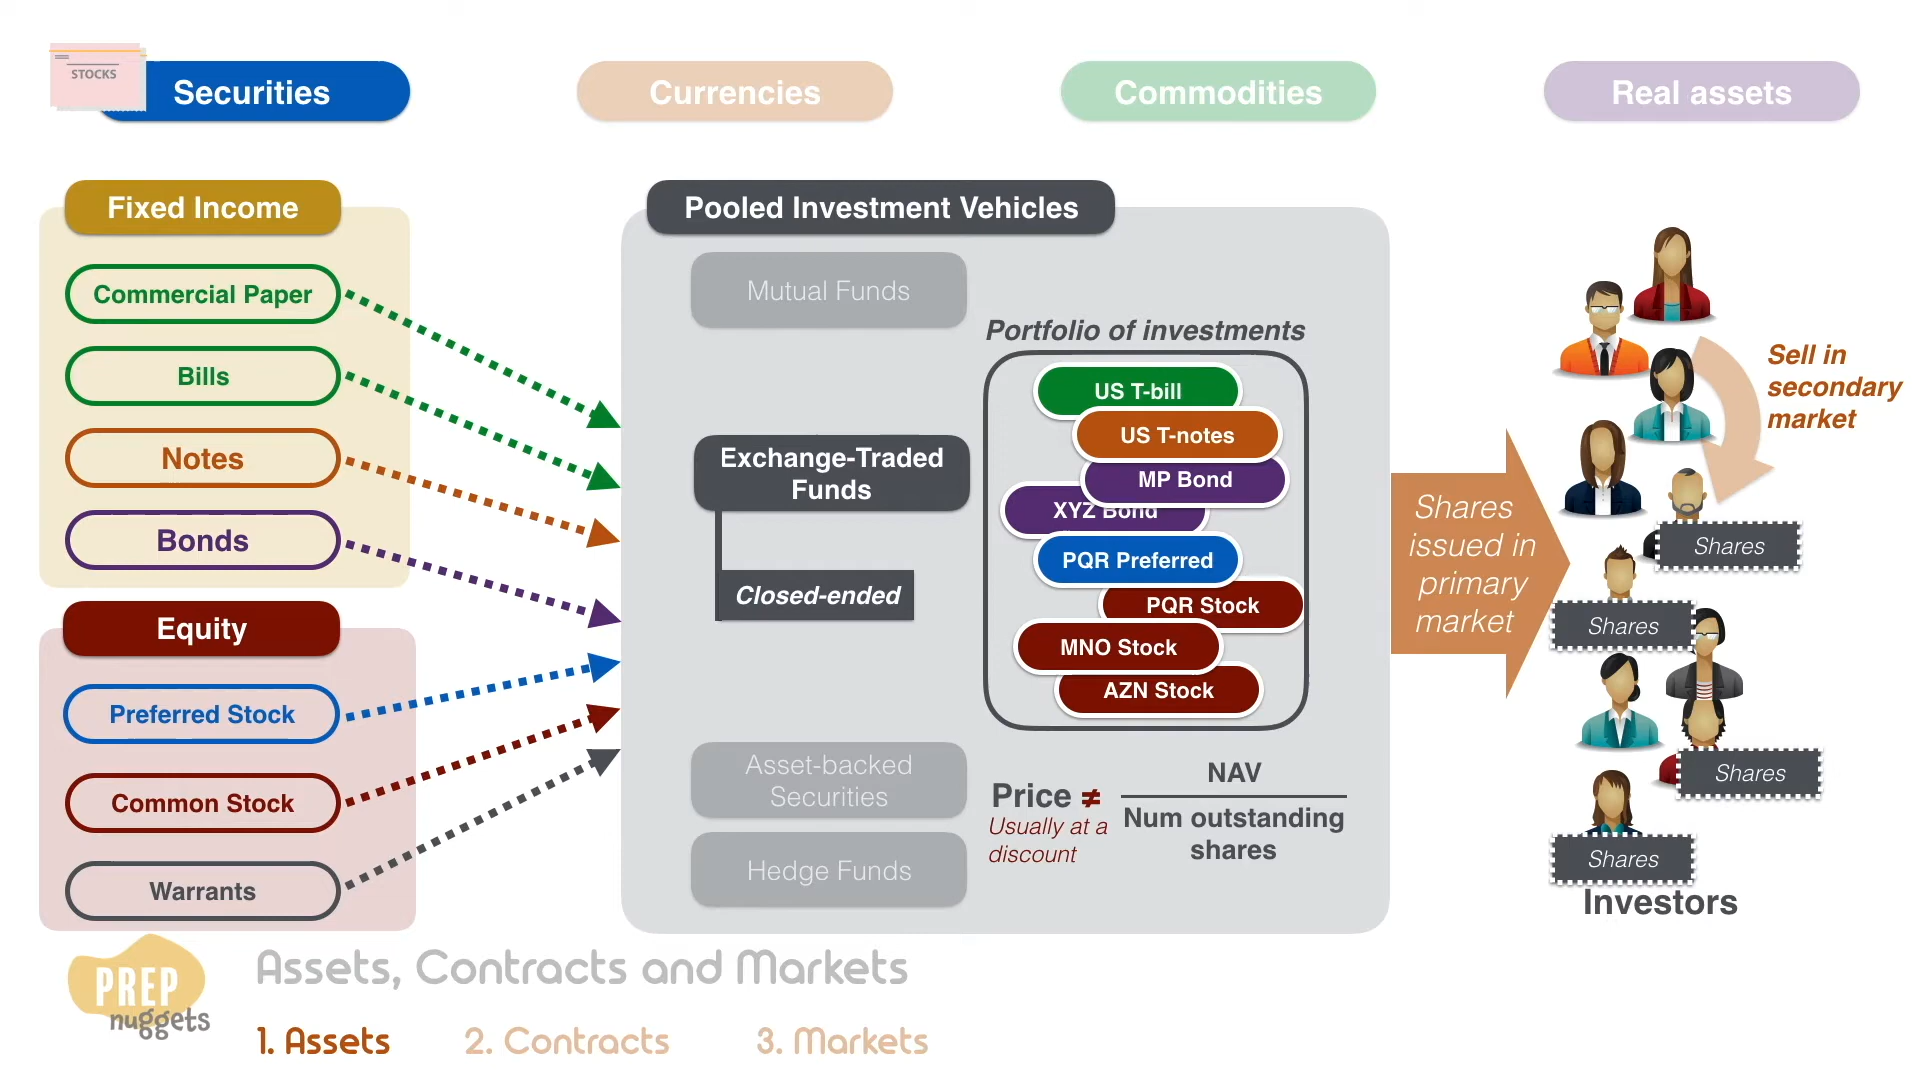 STOCKS
Securities
Currencies
Commodities
Real assets
Fixed Income
Commercial Paper
Bills
Notes
Bonds
Equity
Preferred Stock
Common Stock
Warrants
Pooled Investment Vehicles
Mutual Funds
Exchange-Traded
Funds
Closed-ended
Asset-backed
Securities
Hedge Funds
Portfolio of investments
US T-bill
US T-notes
MP Bond
XYZ Bond
PQR Preferred
PQR Stock
MNO Stock
AZN Stock
Price ≠
Usually at a
discount
NAV
Num outstanding
shares
Shares
issued in
primary
market
Sell in
secondary
market
Shares
Shares
Shares
Shares
Investors
PREP
nuggets
Assets, Contracts and Markets
1. Assets
2. Contracts
3. Markets